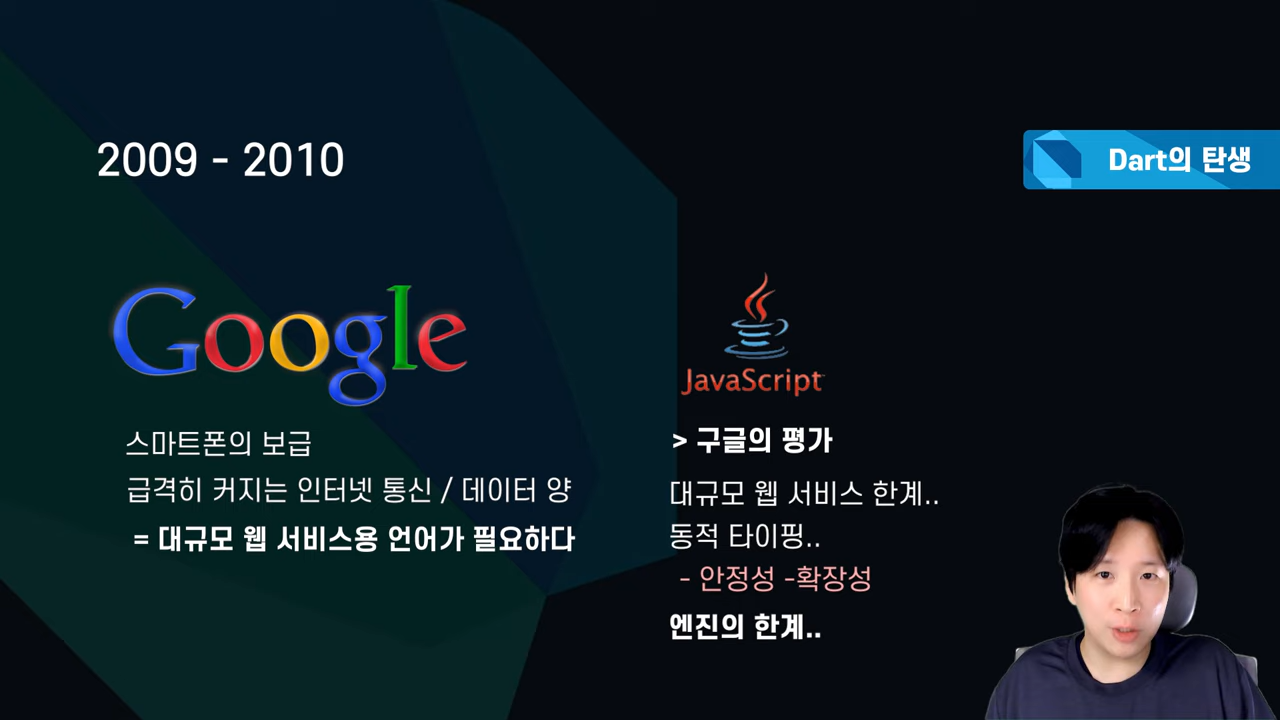 2009 - 2010
Dart의 탄생
Google
스마트폰의 보급
급격히 커지는 인터넷 통신 / 데이터 양
= 대규모 웹 서비스용 언어가 필요하다
JavaScript
> 구글의 평가
대규모 웹 서비스 한계..
동적 타이핑..
- 안정성 -확장성
엔진의 한계..